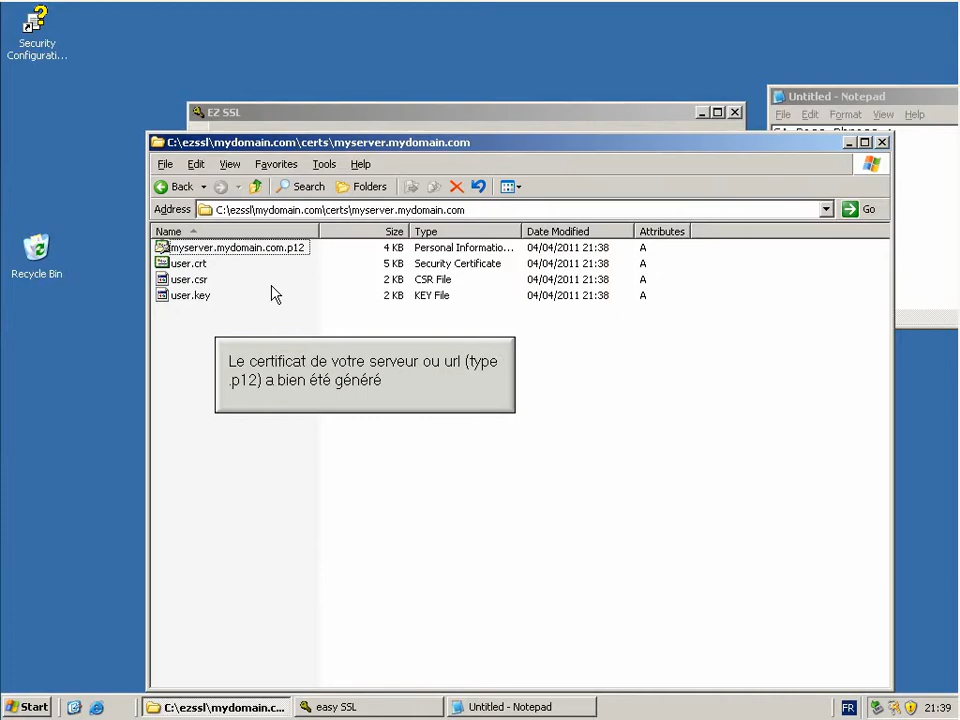 Security
Configurati...
EZ SSL
Untitled - Notepad
File Edit Format View Help
C:\ezssl\mydomain.com\certs\myserver.mydomain.com
File Edit View Favorites Tools Help
Back Search Folders
Address C:\ezssl\mydomain.com\certs\myserver.mydomain.com Go
Name Size Type Date Modified Attributes
myserver.mydomain.com.p12 4 KB Personal Informatio... 04/04/2011 21:38 A
user.crt 5 KB Security Certificate 04/04/2011 21:38 A
user.csr 2 KB CSR File 04/04/2011 21:38 A
user.key 2 KB KEY File 04/04/2011 21:38 A
Recycle Bin
Le certificat de votre serveur ou url (type
.p12) a bien été généré
Start C:\ezssl\mydomain.c... easy SSL Untitled - Notepad FR 21:39